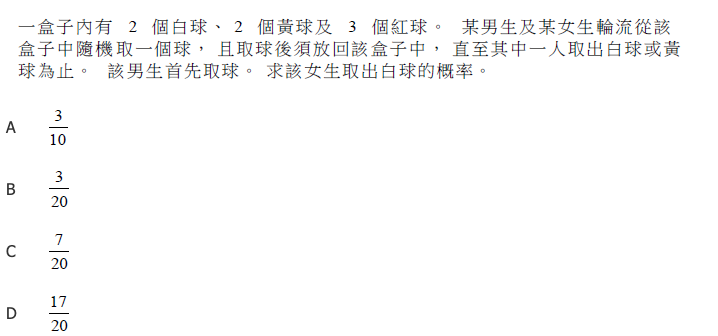 一盒子內有 2 個白球、2 個黃球及 3 個紅球。 某男生及某女生輪流從該
盒子中隨機取一個球， 且取球後須放回該盒子中， 直至其中一人取出白球或黃
球為止。 該男生首先取球。 求該女生取出白球的概率。
A 3/10
B 3/20
C 7/20
D 17/20